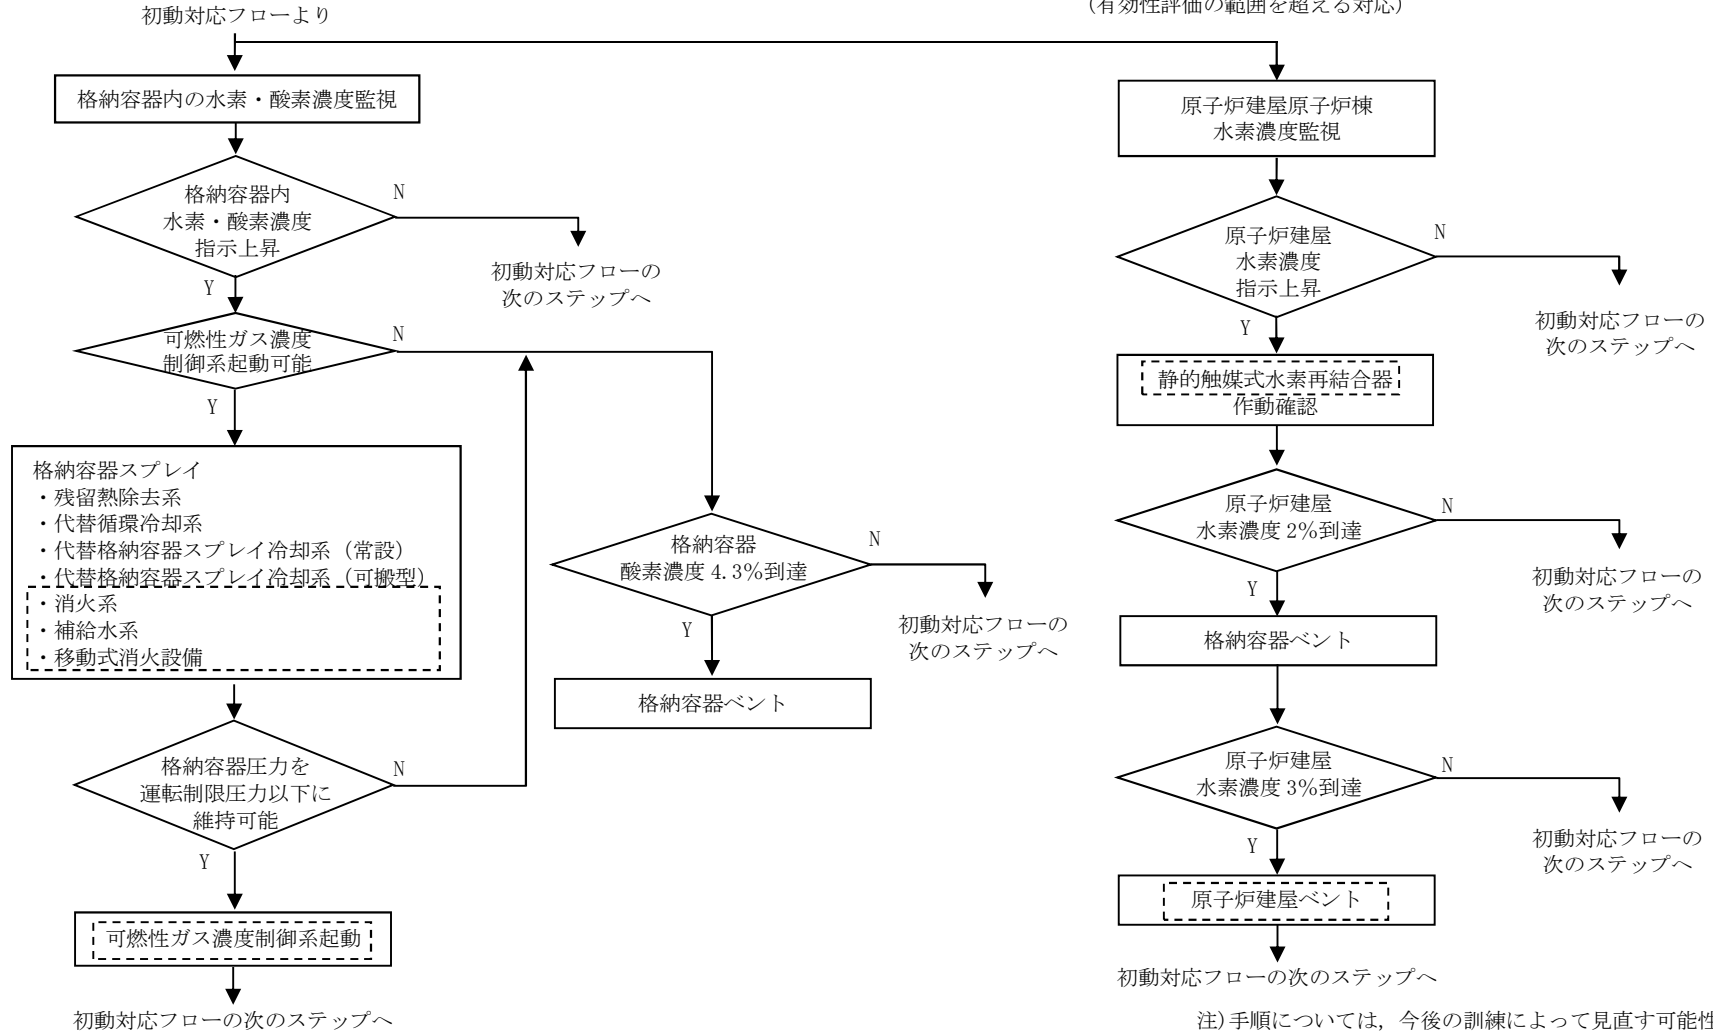 初動対応フローより
(有効性評価の範囲を超える対応)
格納容器内の水素・酸素濃度監視
格納容器内
水素・酸素濃度
指示上昇
N
Y
初動対応フローの
次のステップへ
可燃性ガス濃度
制御系起動可能
N
Y
格納容器スプレイ
・残留熱除去系
・代替循環冷却系
・代替格納容器スプレイ冷却系（常設）
・代替格納容器スプレイ冷却系（可搬型）
・消火系
・補給水系
・移動式消火設備
格納容器圧力を
運転制限圧力以下に
維持可能
N
Y
可燃性ガス濃度制御系起動
初動対応フローの次のステップへ
格納容器
酸素濃度 4.3%到達
N
Y
初動対応フローの
次のステップへ
格納容器ベント
原子炉建屋原子炉棟
水素濃度監視
原子炉建屋
水素濃度
指示上昇
N
Y
初動対応フローの
次のステップへ
静的触媒式水素再結合器
作動確認
原子炉建屋
水素濃度 2%到達
N
Y
初動対応フローの
次のステップへ
格納容器ベント
原子炉建屋
水素濃度 3%到達
N
Y
初動対応フローの
次のステップへ
原子炉建屋ベント
初動対応フローの次のステップへ
注)手順については，今後の訓練によって見直す可能性